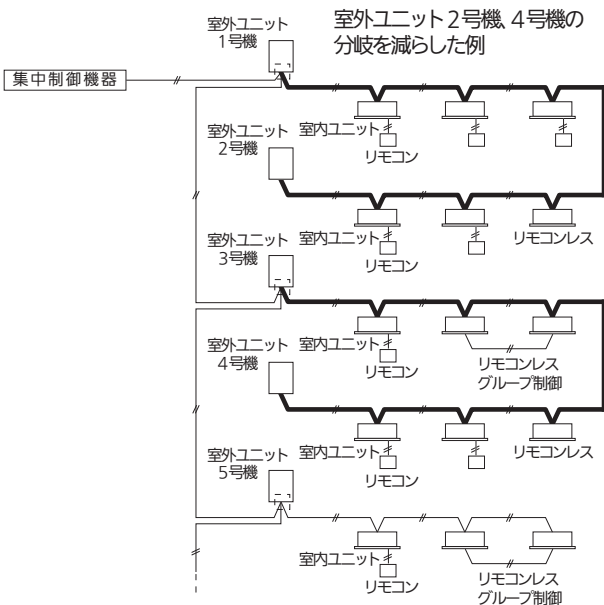 室外ユニット2号機、4号機の
分岐を減らした例
室外ユニット
1号機
集中制御機器
室内ユニット
リモコン
室外ユニット
2号機
室内ユニット
リモコン
リモコンレス
室外ユニット
3号機
室内ユニット
リモコン
リモコンレス
グループ制御
室外ユニット
4号機
室内ユニット
リモコン
リモコンレス
室外ユニット
5号機
室内ユニット
リモコン
リモコンレス
グループ制御